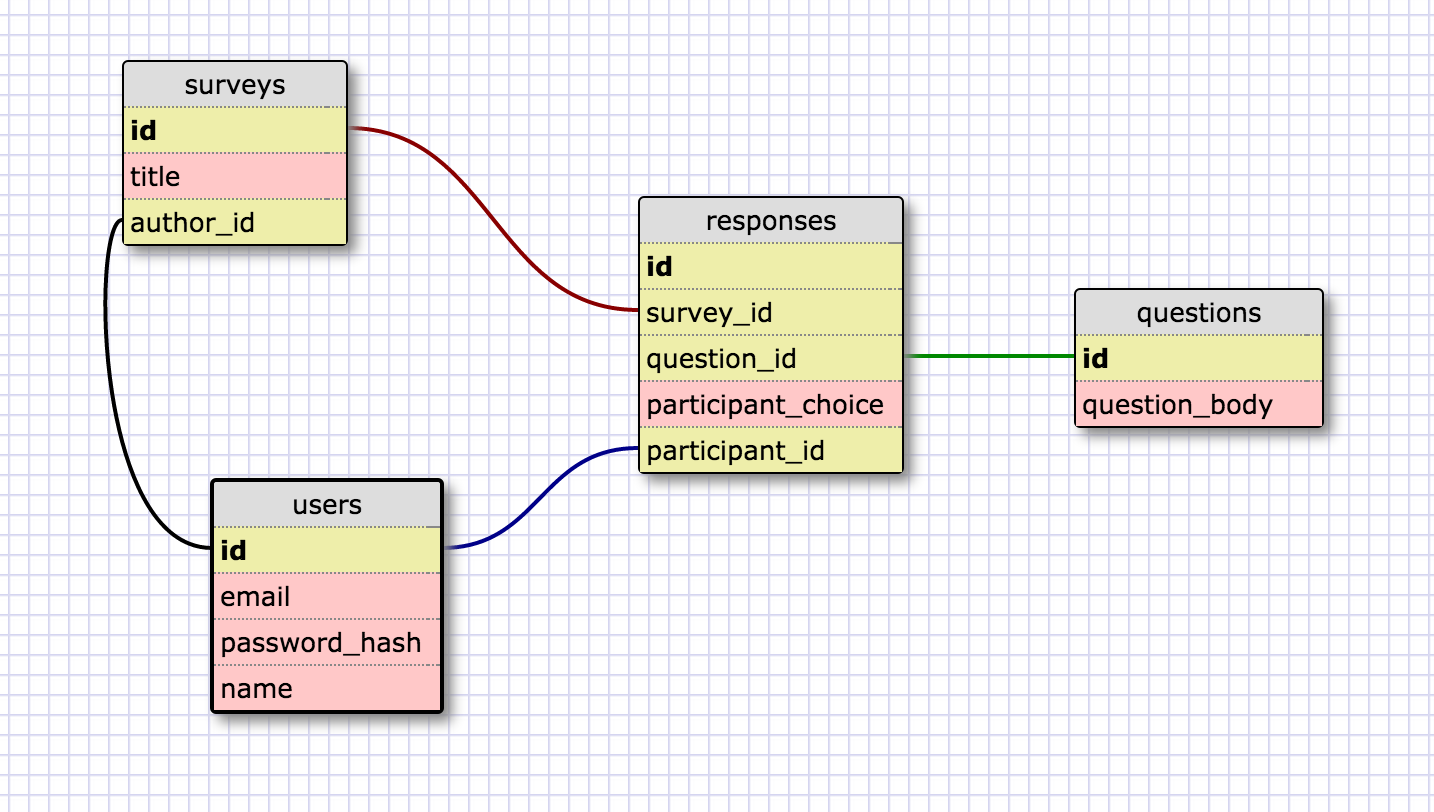 surveys
id
title
author_id
responses
id
survey_id
question_id
participant_choice
participant_id
questions
id
question_body
users
id
email
password_hash
name